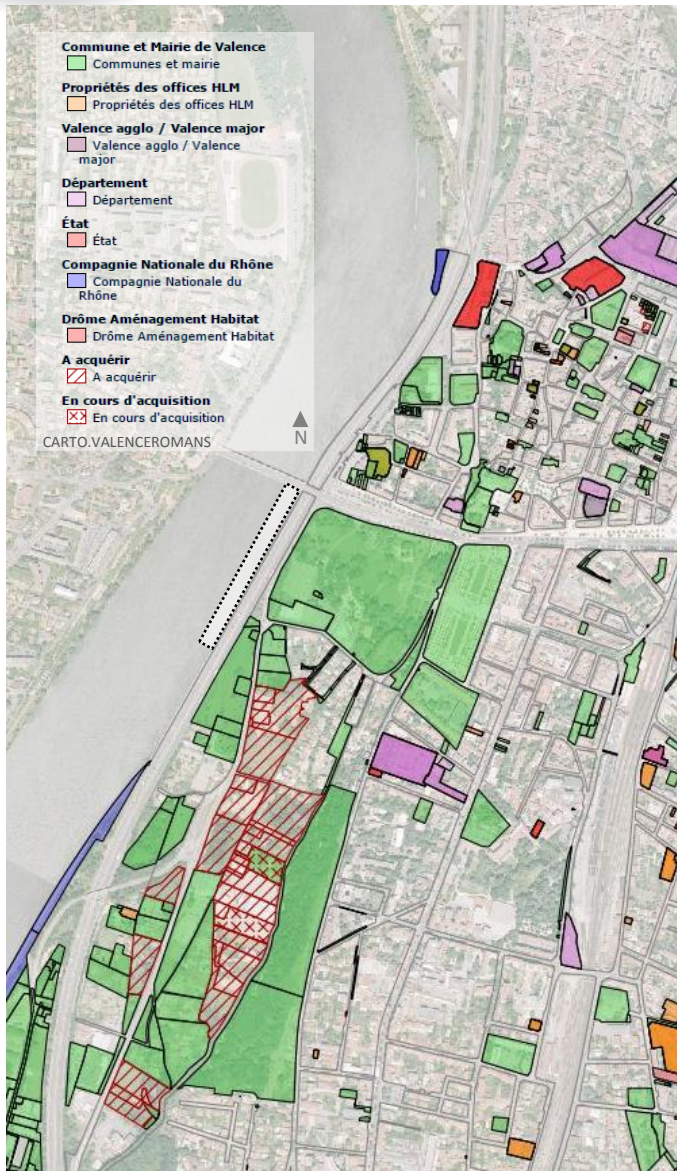 Commune et Mairie de Valence
Communes et mairie
Propriétés des offices HLM
Propriétés des offices HLM
Valence agglo / Valence major
Valence agglo / Valence
major
Département
Département
État
État
Compagnie Nationale du Rhône
Compagnie Nationale du
Rhône
Drôme Aménagement Habitat
Drôme Aménagement Habitat
A acquérir
A acquérir
En cours d'acquisition
En cours d'acquisition
N
CARTO.VALENCEROMANS